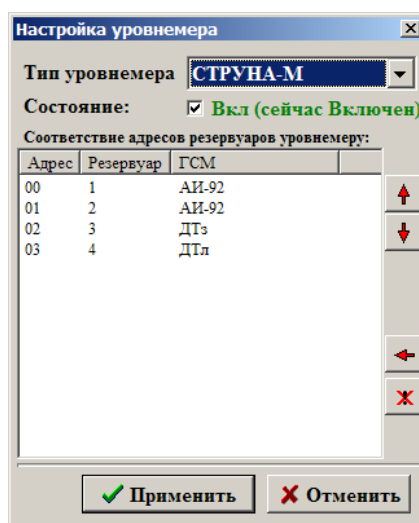 Настройка уровнемера
Тип уровнемера СТРУНА-М
Состояние: Вкл (сейчас Включен)
Соответствие адресов резервуаров уровнемеру:
Адрес Резервуар ГСМ
00 1 АИ-92
01 2 АИ-92
02 3 ДТз
03 4 ДТл
Применить Отменить